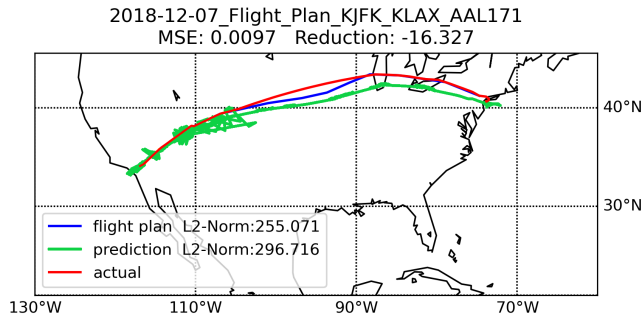 2018-12-07_Flight_Plan_KJFK_KLAX_AAL171
MSE: 0.0097   Reduction: -16.327
40°N
30°N
flight plan  L2-Norm:255.071
prediction  L2-Norm:296.716
actual
130°W 110°W 90°W 70°W